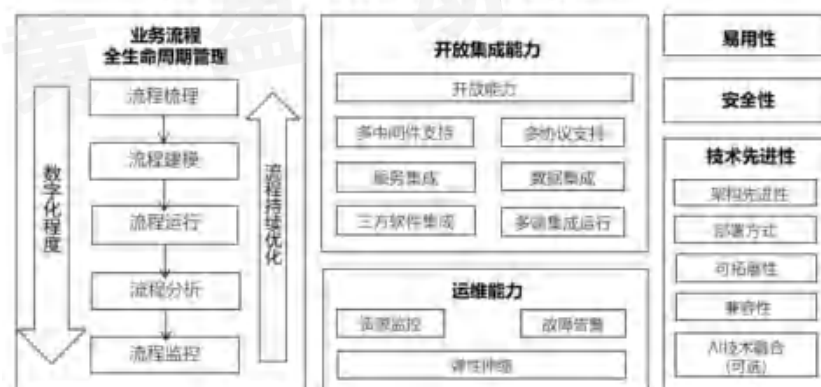 业务流程
全生命周期管理
流程梳理
流程建模
流程运行
流程分析
流程监控
数字化程度
流程持续优化
开放集成能力
开放能力
多中间件支持
多协议支持
服务集成
数据集成
三方软件集成
多端集成运行
运维能力
资源监控
故障告警
弹性伸缩
易用性
安全性
技术先进性
架构先进性
部署方式
可拓展性
兼容性
AI技术融合
(可选)